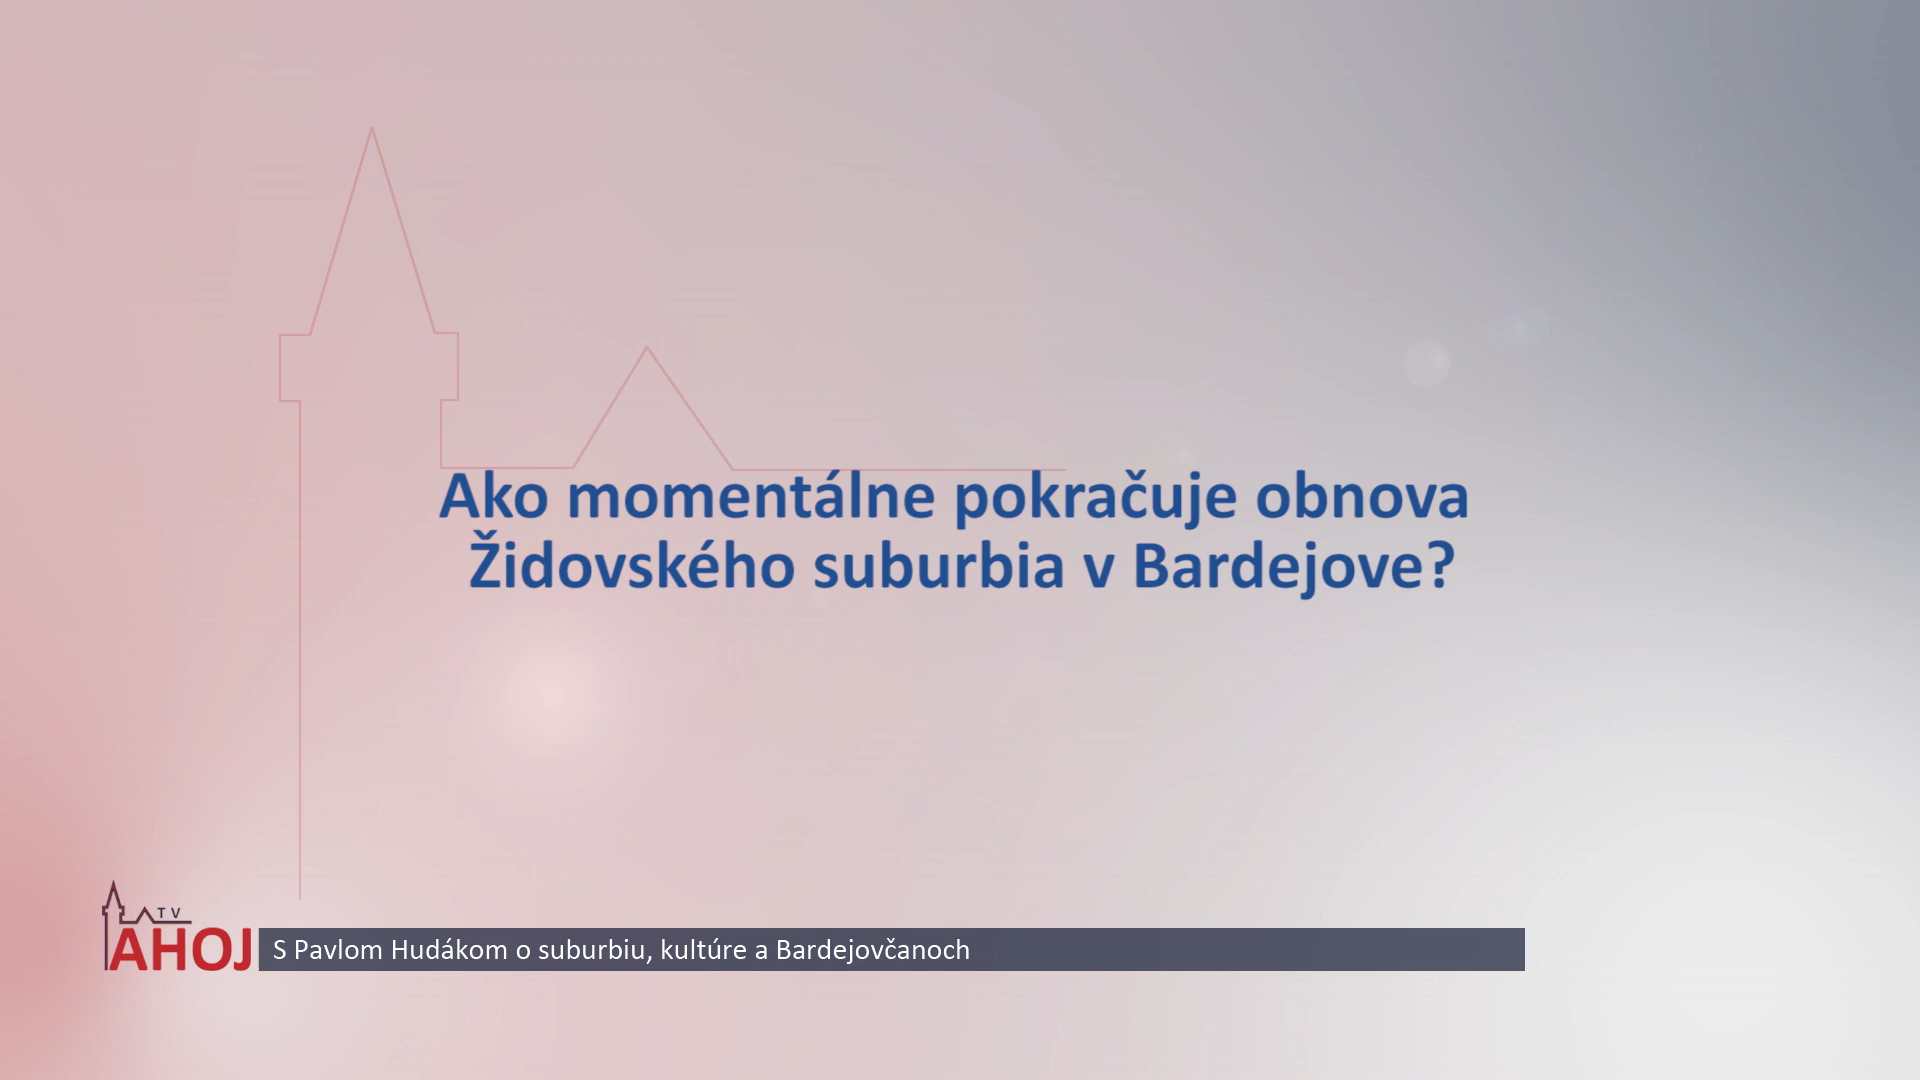 Ako momentálne pokračuje obnova
Židovského suburbia v Bardejove?
TV
AHOJ
S Pavlom Hudákom o suburbiu, kultúre a Bardejovčanoch